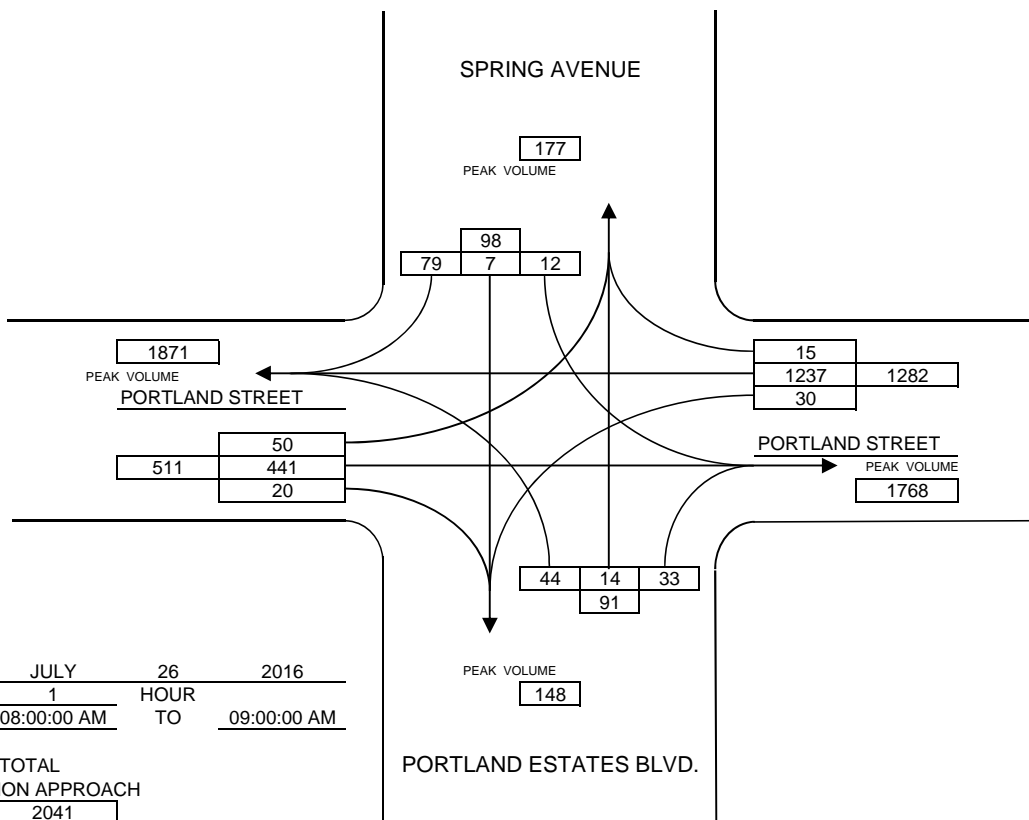 SPRING AVENUE
177
PEAK VOLUME
98
79 7 12
1871
PEAK VOLUME
PORTLAND STREET
15
1237 1282
30
50
511 441
20
PORTLAND STREET
PEAK VOLUME
1768
44 14 33
91
PEAK VOLUME
148
JULY 26 2016
1 HOUR
08:00:00 AM TO 09:00:00 AM
PORTLAND ESTATES BLVD.
TOTAL
ION APPROACH
2041